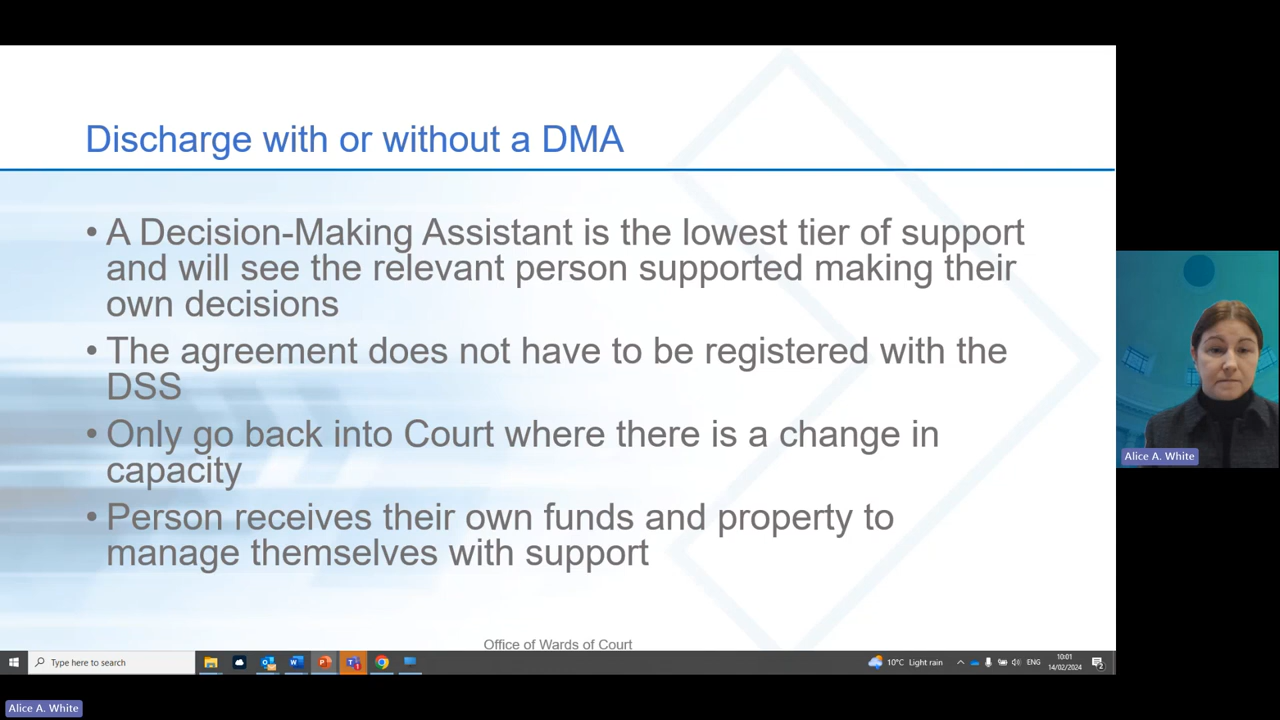 Discharge with or without a DMA
• A Decision-Making Assistant is the lowest tier of support
and will see the relevant person supported making their
own decisions
• The agreement does not have to be registered with the
DSS
• Only go back into Court where there is a change in
capacity
• Person receives their own funds and property to
manage themselves with support
Office of Wards of Court
Alice A. White
Type here to search
10°C Light rain
ENG
10:01
14/02/2024
2
Alice A. White